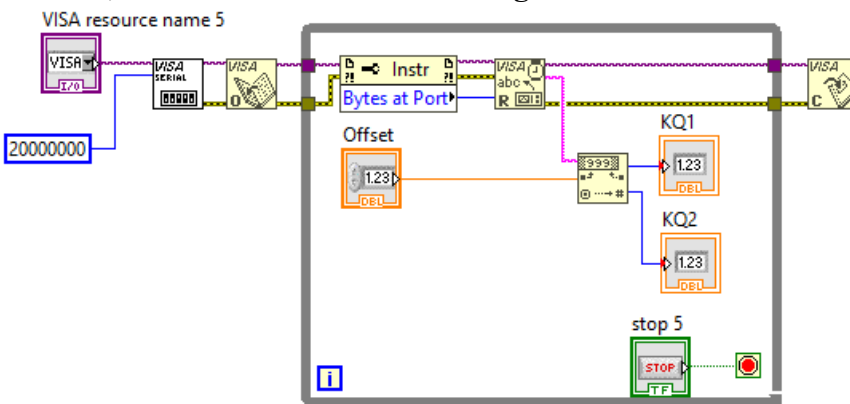 VISA resource name 5
VISA
I/O
VISA
SERIAL
VISA
O
20000000
Instr
Bytes at Port
VISA
abc
R
VISA
C
Offset
1.23
DBL
999
#
KQ1
1.23
DBL
KQ2
1.23
DBL
stop 5
STOP
TF
i